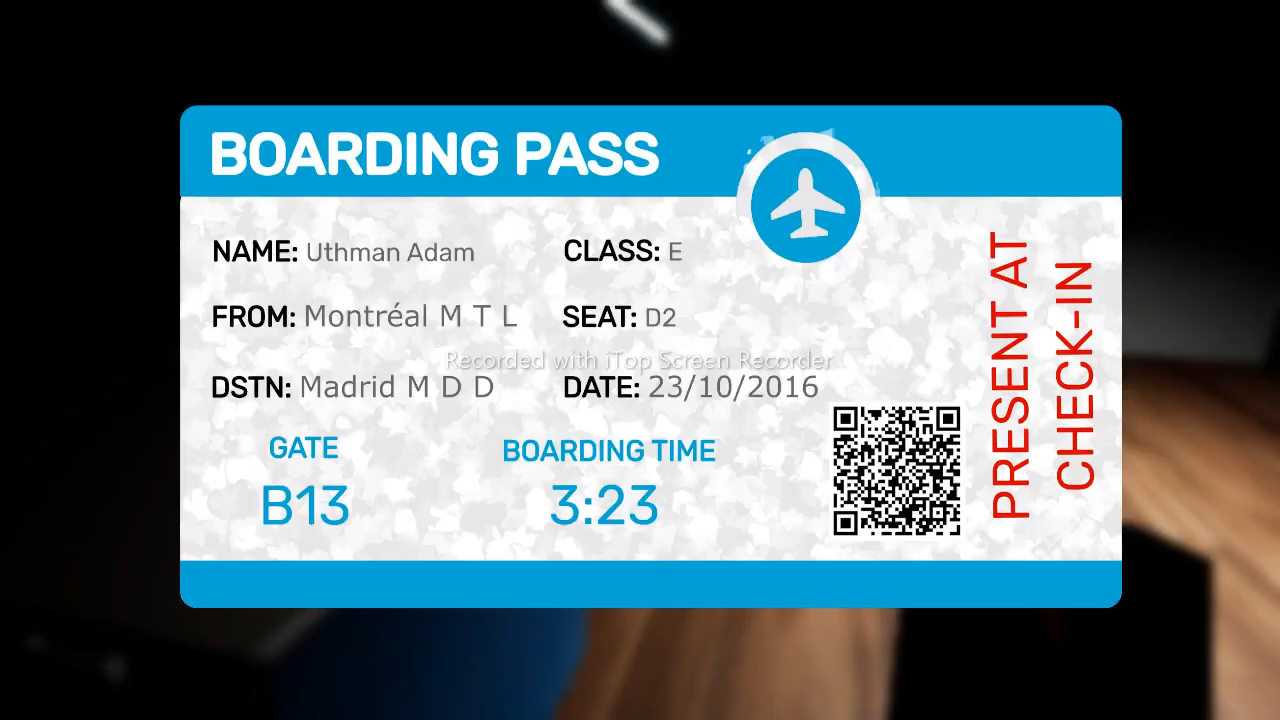 BOARDING PASS
NAME: Uthman Adam
CLASS: E
FROM: Montréal M T L
SEAT: D2
Recorded with iTop Screen Recorder
DSTN: Madrid M D D
DATE: 23/10/2016
GATE
B13
BOARDING TIME
3:23
PRESENT AT
CHECK-IN